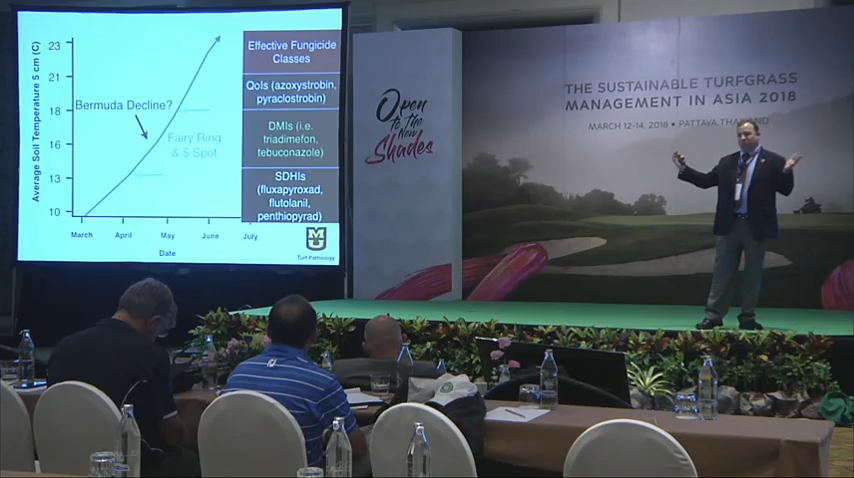 Average Soil Temperature 5 cm (C)
23
21
18
16
13
10
March
April
May
June
July
Date
Bermuda Decline?
Fairy Ring
& S Spot
Effective Fungicide
Classes
QoIs (azoxystrobin,
pyraclostrobin)
DMIs (i.e.
triadimefon,
tebuconazole)
SDHIs
(fluxapyroxad,
flutolanil,
penthiopyrad)
MU
Turf Pathology
Open
to the
New
Shades
THE SUSTAINABLE TURFGRASS
MANAGEMENT IN ASIA 2018
MARCH 12-14, 2018 • PATTAYA, THAILAND